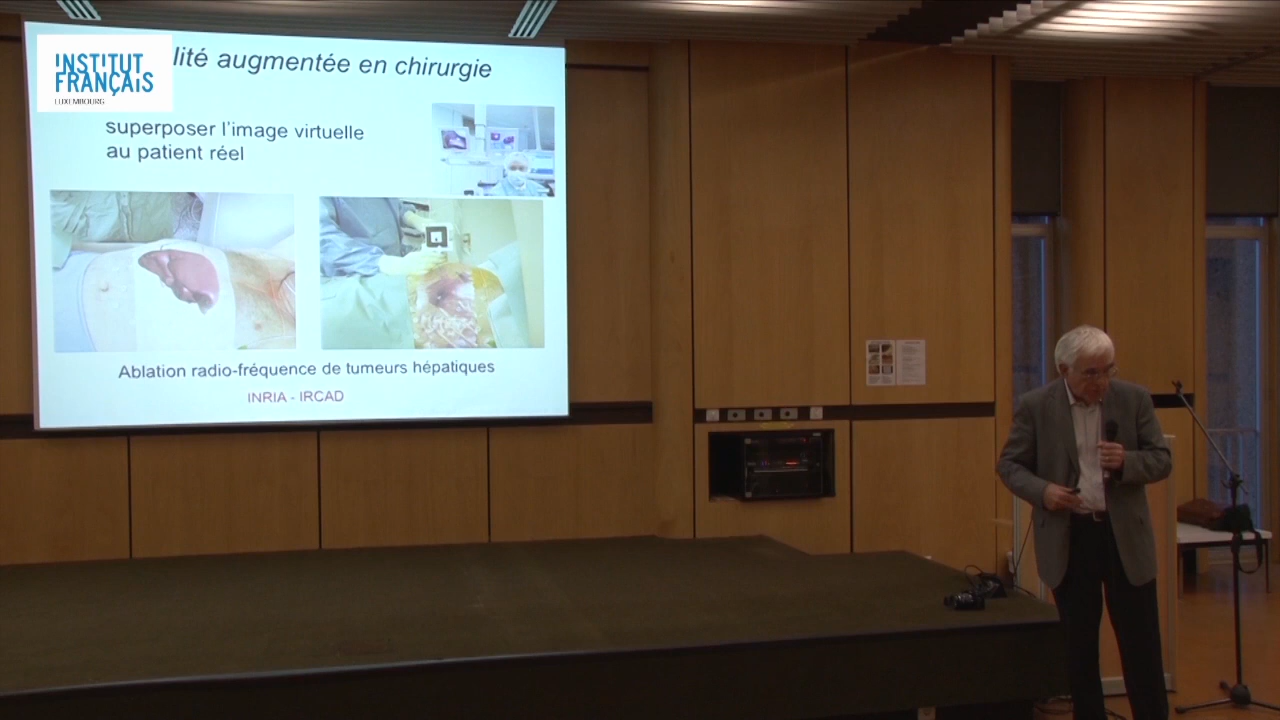 INSTITUT
FRANÇAIS
LUXEMBOURG
lité augmentée en chirurgie
superposer l'image virtuelle
au patient réel
Ablation radio-fréquence de tumeurs hépatiques
INRIA - IRCAD